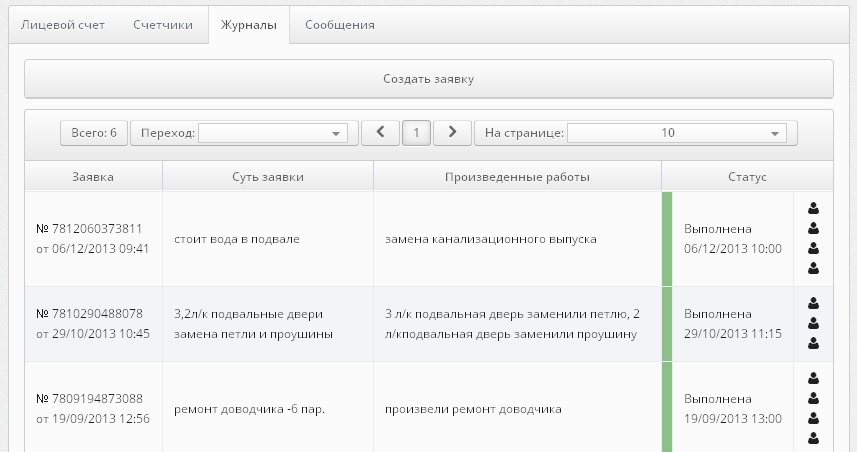 Лицевой счет Счетчики Журналы Сообщения
Создать заявку
Всего: 6 Переход: 1 На странице: 10
Заявка Суть заявки Произведенные работы Статус
№ 7812060373811
от 06/12/2013 09:41
стоит вода в подвале
замена канализационного выпуска
Выполнена
06/12/2013 10:00
№ 7810290488078
от 29/10/2013 10:45
3,2л/к подвальные двери
замена петли и проушины
3 л/к подвальная дверь заменили петлю, 2
л/кподвальная дверь заменили проушину
Выполнена
29/10/2013 11:15
№ 7809194873088
от 19/09/2013 12:56
ремонт доводчика -6 пар.
произвели ремонт доводчика
Выполнена
19/09/2013 13:00